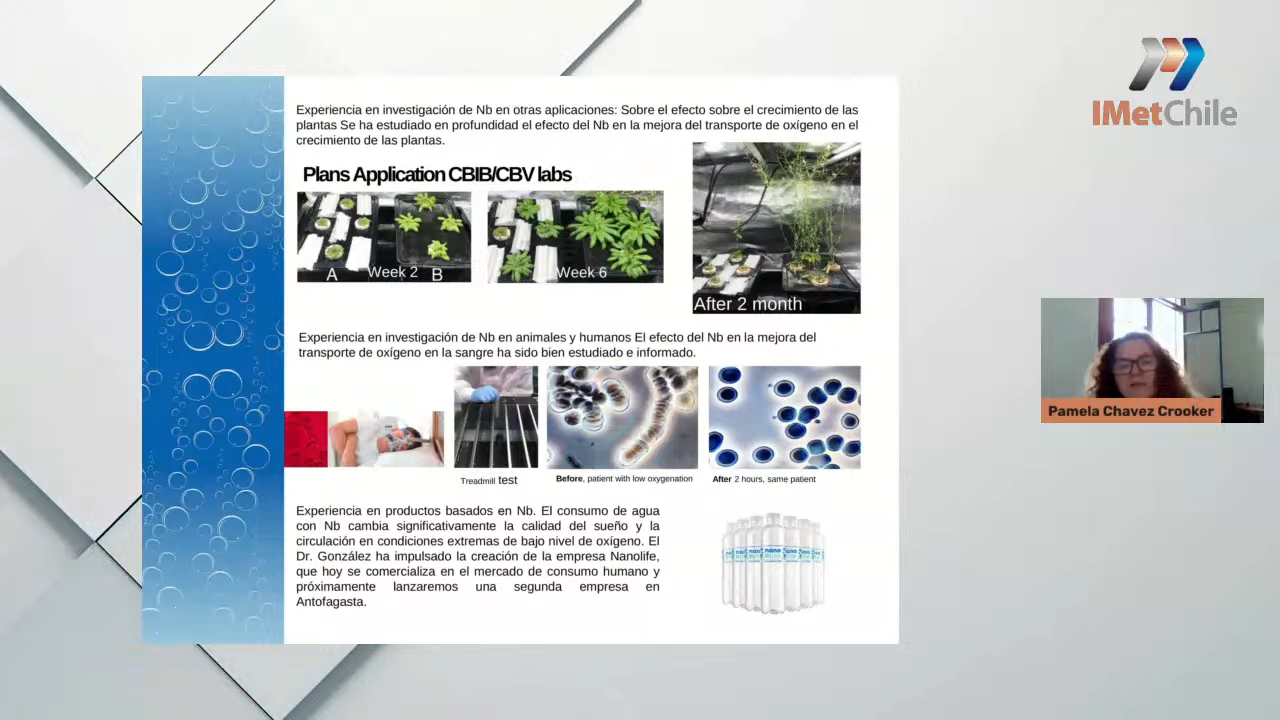 IMetChile
Experiencia en investigación de Nb en otras aplicaciones: Sobre el efecto sobre el crecimiento de las
plantas Se ha estudiado en profundidad el efecto del Nb en la mejora del transporte de oxígeno en el
crecimiento de las plantas.
Plans Application CBIB/CBV labs
A
Week 2
B
Week 6
After 2 month
Experiencia en investigación de Nb en animales y humanos El efecto del Nb en la mejora del
transporte de oxígeno en la sangre ha sido bien estudiado e informado.
Pamela Chavez Crooker
Treadmill test
Before, patient with low oxygenation
After 2 hours, same patient
Experiencia en productos basados en Nb. El consumo de agua
con Nb cambia significativamente la calidad del sueño y la
circulación en condiciones extremas de bajo nivel de oxígeno. El
Dr. González ha impulsado la creación de la empresa Nanolife,
que hoy se comercializa en el mercado de consumo humano y
próximamente lanzaremos una segunda empresa en
Antofagasta.
nano